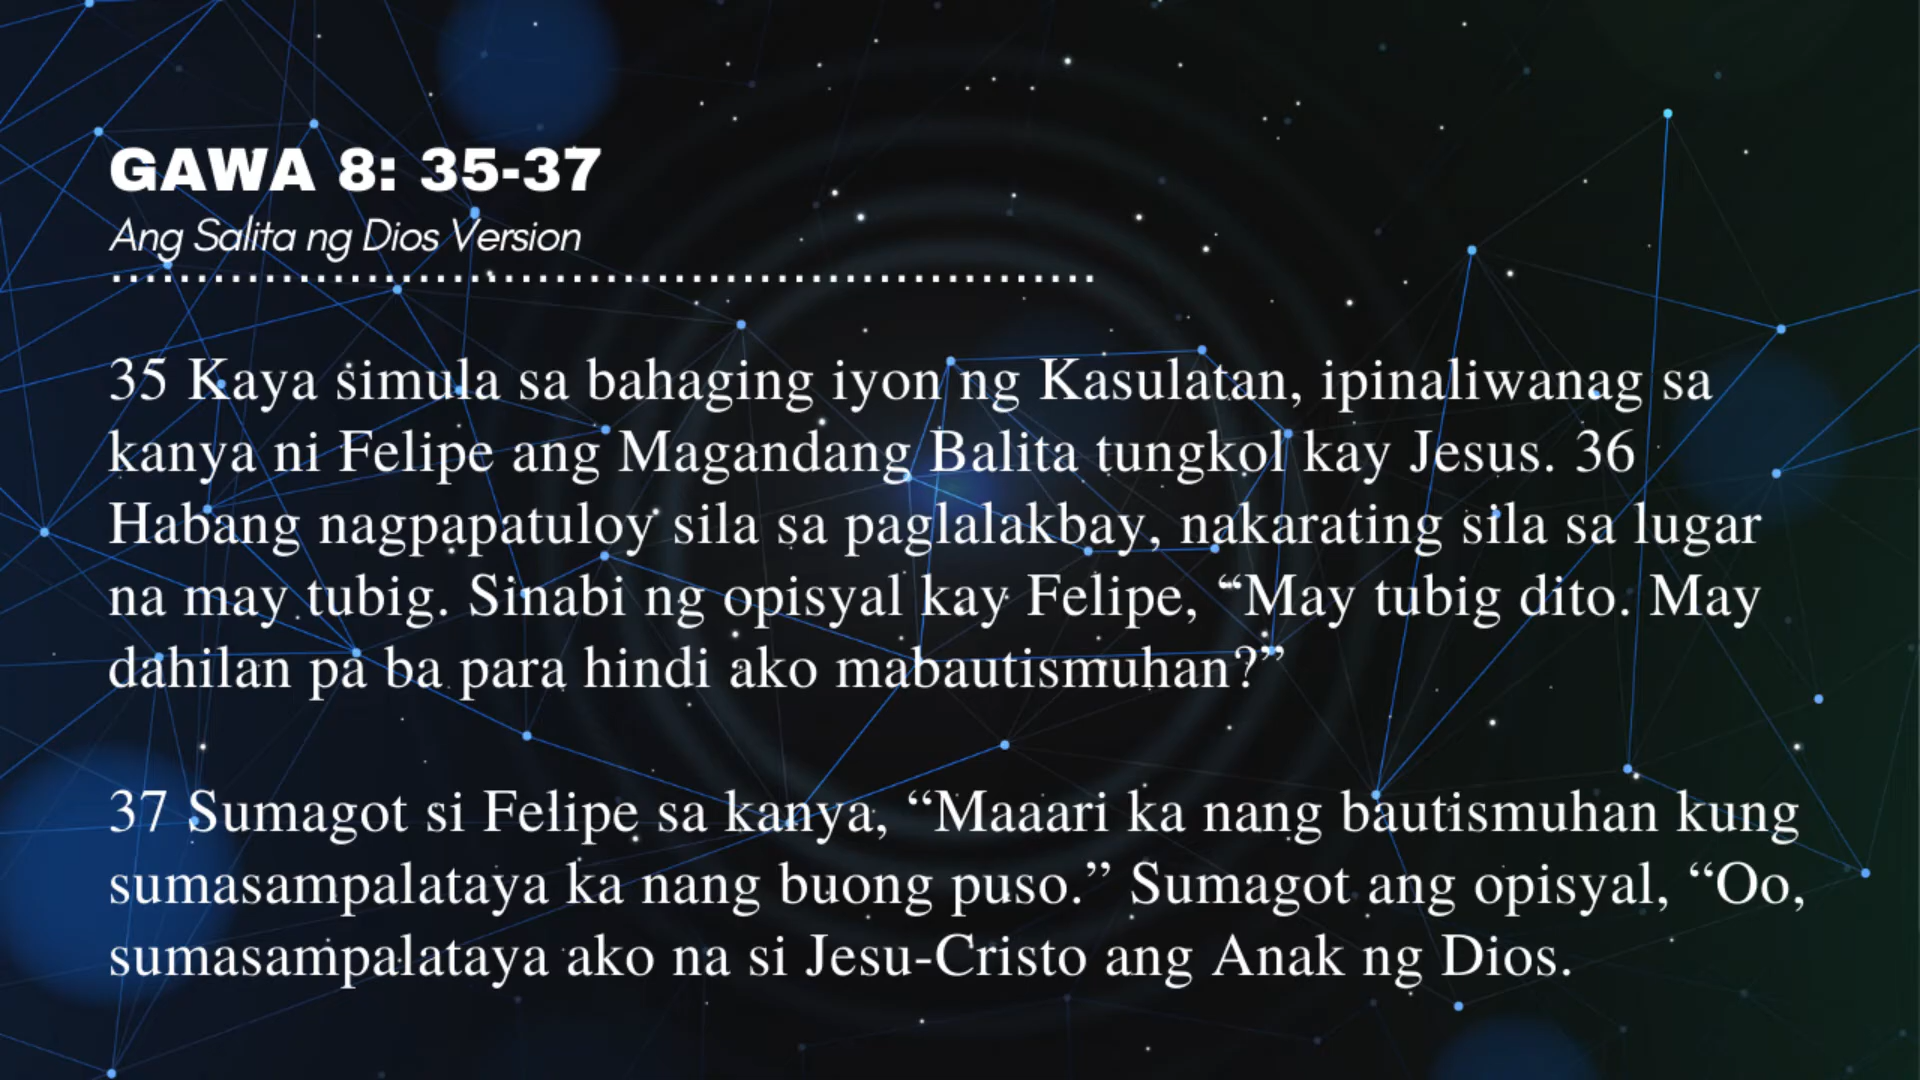 GAWA 8: 35-37
Ang Salita ng Dios Version
35 Kaya simula sa bahaging iyon ng Kasulatan, ipinaliwanag sa
kanya ni Felipe ang Magandang Balita tungkol kay Jesus. 36
Habang nagpapatuloy sila sa paglalakbay, nakarating sila sa lugar
na may tubig. Sinabi ng opisyal kay Felipe, “May tubig dito. May
dahilan pa ba para hindi ako mabautismuhan?”
37 Sumagot si Felipe sa kanya, “Maaari ka nang bautismuhan kung
sumasampalataya ka nang buong puso.” Sumagot ang opisyal, “Oo,
sumasampalataya ako na si Jesu-Cristo ang Anak ng Dios.